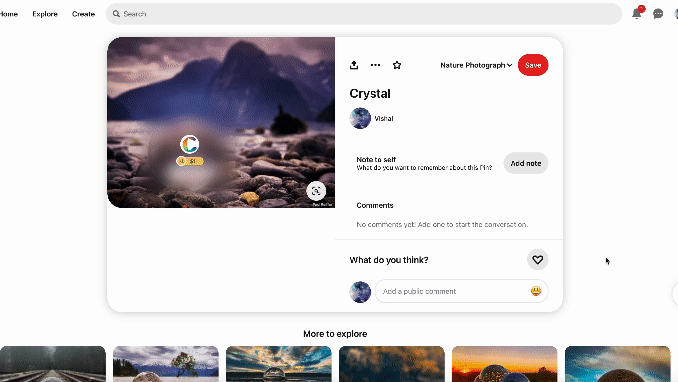 Home
Explore
Create
Search
Nature Photograph
Save
Crystal
Vishal
Note to self
What do you want to remember about this Pin?
Add note
Comments
No comments yet! Add one to start the conversation.
What do you think?
Add a public comment
More to explore